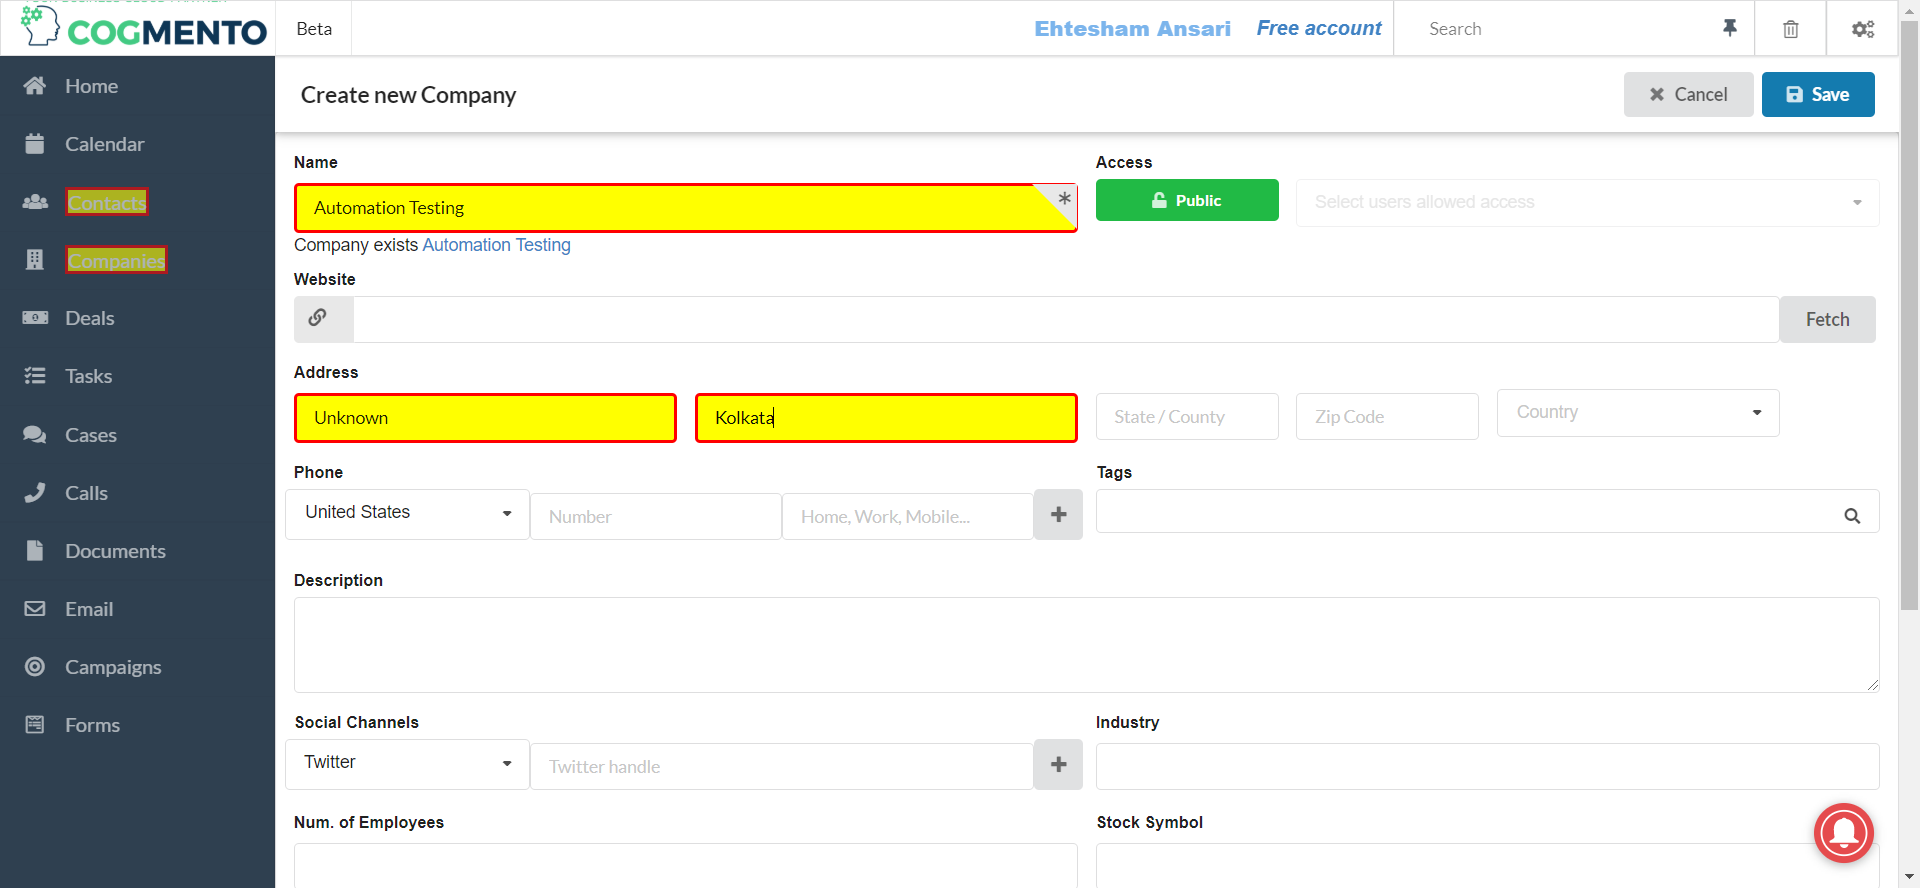 COGMENTO
Beta
Ehtesham Ansari
Free account
Search
Home
Calendar
Contacts
Companies
Deals
Tasks
Cases
Calls
Documents
Email
Campaigns
Forms
Create new Company
Cancel
Save
Name
Access
Automation Testing
*
Public
Select users allowed access
Company exists Automation Testing
Website
Fetch
Address
Unknown
Kolkata
State / County
Zip Code
Country
Phone
Tags
United States
Number
Home, Work, Mobile...
Description
Social Channels
Industry
Twitter
Twitter handle
Num. of Employees
Stock Symbol